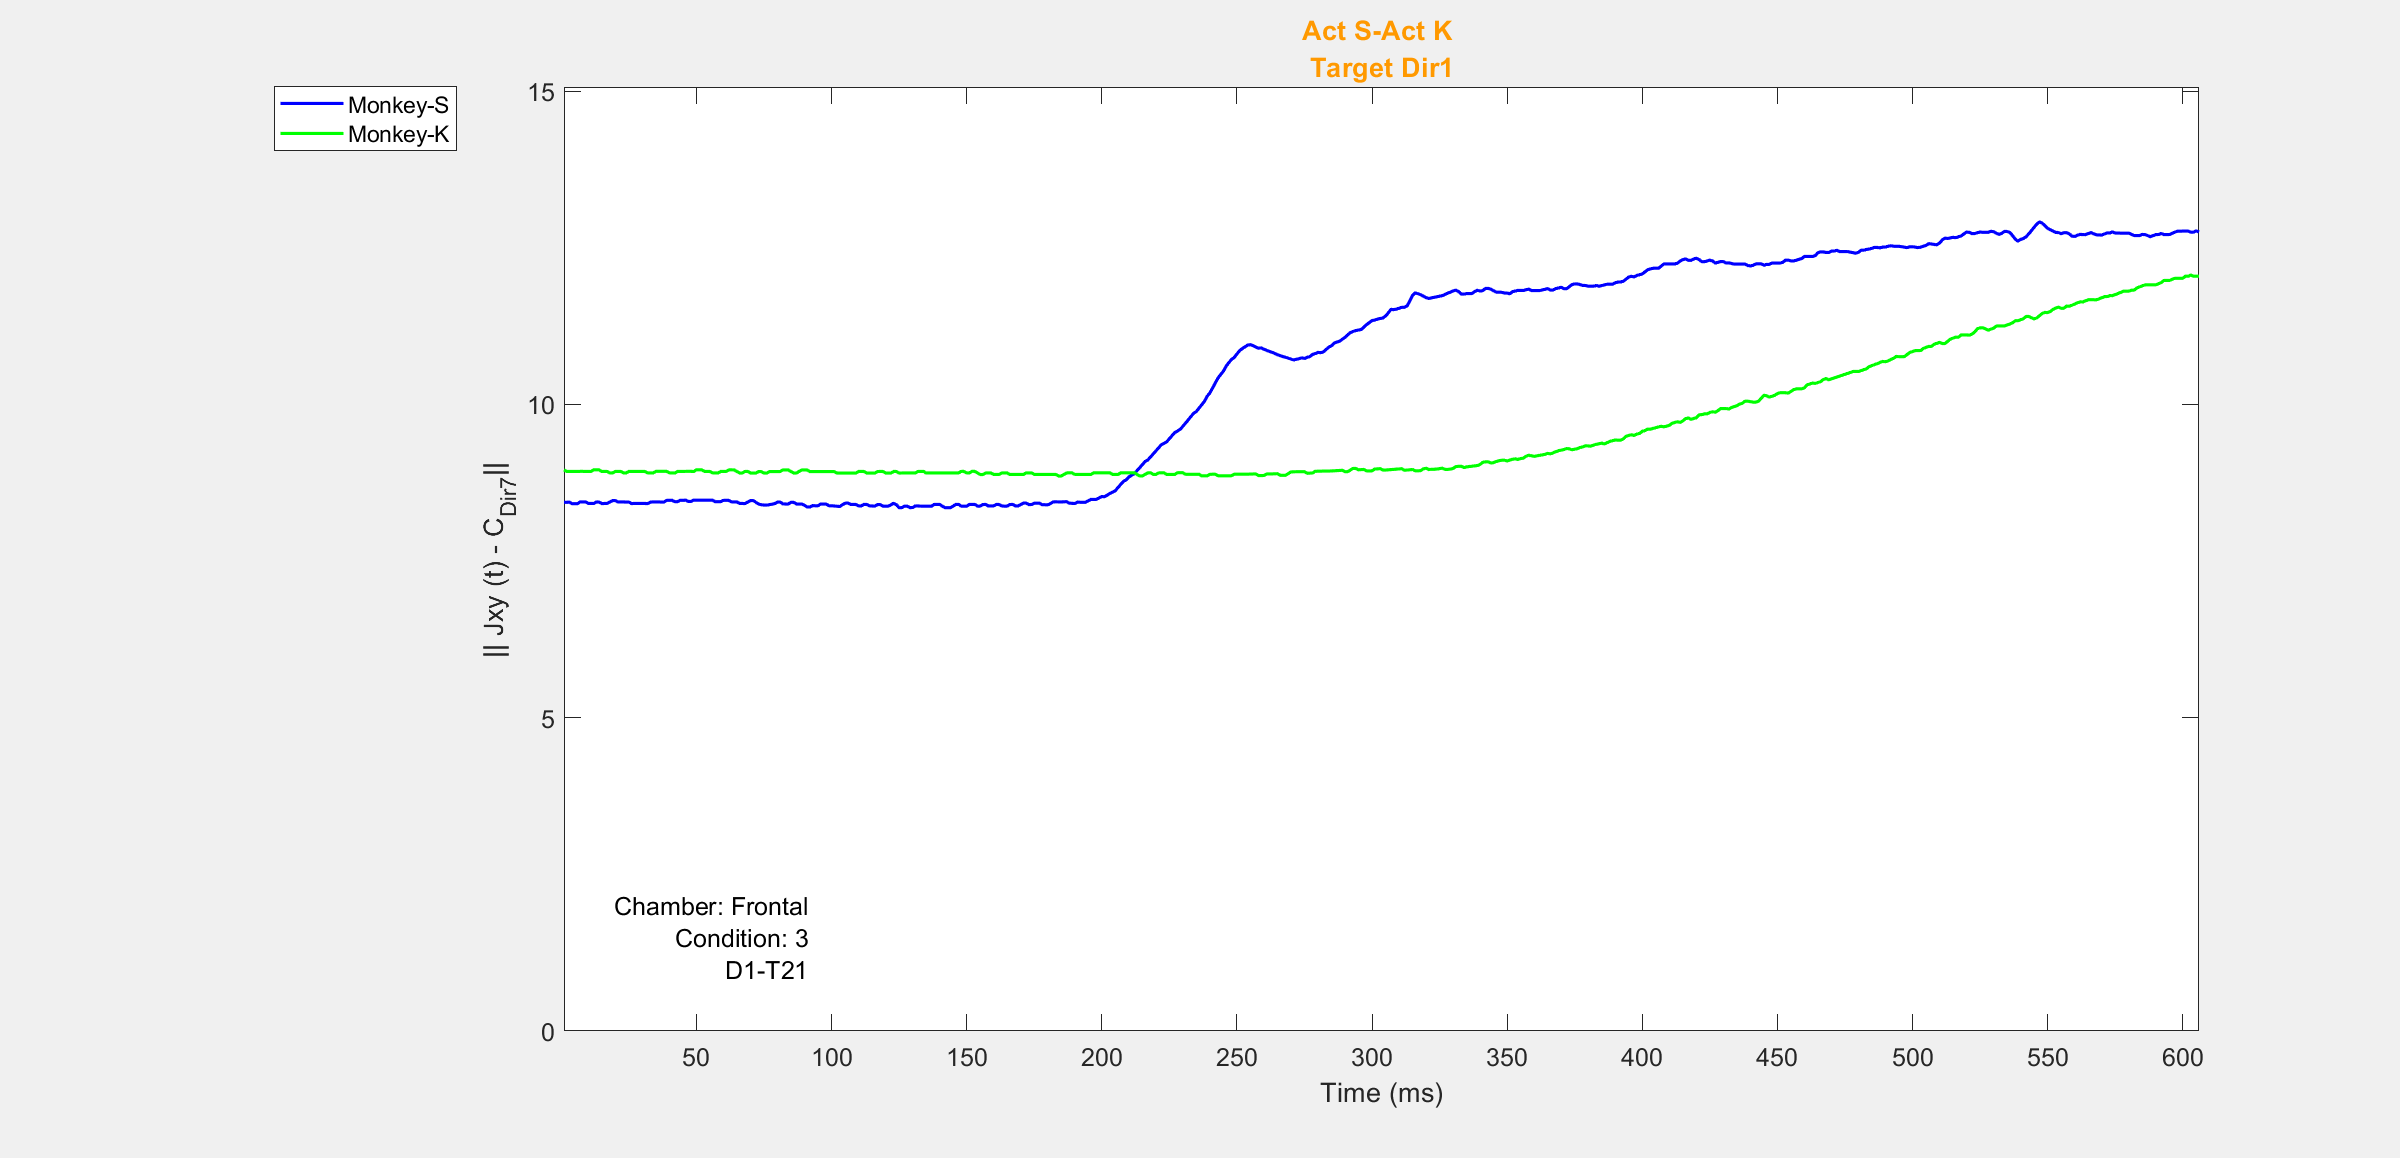 Act S-Act K
Target Dir1
Monkey-S
Monkey-K
15
10
5
0
|| Jxy (t) - C_Dir7||
Chamber: Frontal
Condition: 3
D1-T21
50 100 150 200 250 300 350 400 450 500 550 600
Time (ms)